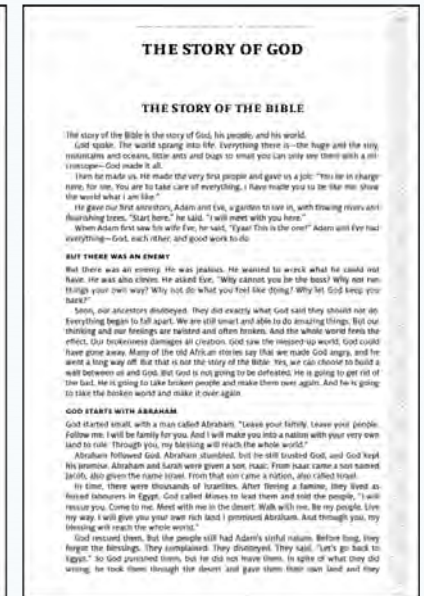 THE STORY OF GOD
THE STORY OF THE BIBLE
The story of the Bible is the story of God, his people, and his world.
God spoke. The world sprang into life. Everything there is—the huge and the tiny,
mountains and oceans, little ants and bugs so small you can only see them with a mi-
croscope—God made it all.
Then he made us. He made the very first people and gave us a job: “You be in charge
here, for me. You are to take care of everything. I have made you to be like me: show
the world what I am like.”
He gave our first ancestors, Adam and Eve, a garden to live in, with flowing rivers and
flourishing trees. “Start here,” he said. “I will meet with you here.”
When Adam first saw his wife Eve, he said, “Eyaa! This is the one!” Adam and Eve had
everything—God, each other, and good work to do.
BUT THERE WAS AN ENEMY
But there was an enemy. He was jealous. He wanted to wreck what he could not
have. He was also clever. He asked Eve, “Why cannot you be the boss? Why not run
things your own way? Why not do what you feel like doing? Why let God keep you
back?”
Soon, our ancestors disobeyed. They did exactly what God said they should not do.
Everything began to fall apart. We are still smart and able to do amazing things. But our
thinking and our feelings are twisted and often broken. And the whole world feels the
effect. Our brokenness damages all creation. God saw the messed-up world. God could
have gone away. Many of the old African stories say that we made God angry, and he
went a long way off. But that is not the story of the Bible. Yes, we can choose to build a
wall between us and God. But God is not going to be defeated. He is going to get rid of
the bad. He is going to take broken people and make them over again. And he is going
to take the broken world and make it over again.
GOD STARTS WITH ABRAHAM
God started small, with a man called Abraham. “Leave your family. Leave your people.
Follow me. I will be family for you. And I will make you into a nation with your very own
land to rule. Through you, my blessing will reach the whole world.”
Abraham followed God. Abraham stumbled, but he still trusted God, and God kept
his promise. Abraham and Sarah were given a son, Isaac. From Isaac came a son named
Jacob, also given the name Israel. From that son came a nation, also called Israel.
In time, there were thousands of Israelites. After fleeing a famine, they lived as
forced labourers in Egypt. God called Moses to lead them and told the people, “I will
rescue you. Come to me. Meet with me in the desert. Walk with me. Be my people. Live
my way. I will give you your own rich land I promised Abraham. And through you, my
blessing will reach the whole world.”
God rescued them. But the people still had Adam’s sinful nature. Before long, they
forgot the blessings. They complained. They disobeyed. They said, “Let’s go back to
Egypt.” So God punished them, but he did not leave them. In spite of what they did
wrong, he took them through the desert and gave them their own land and they